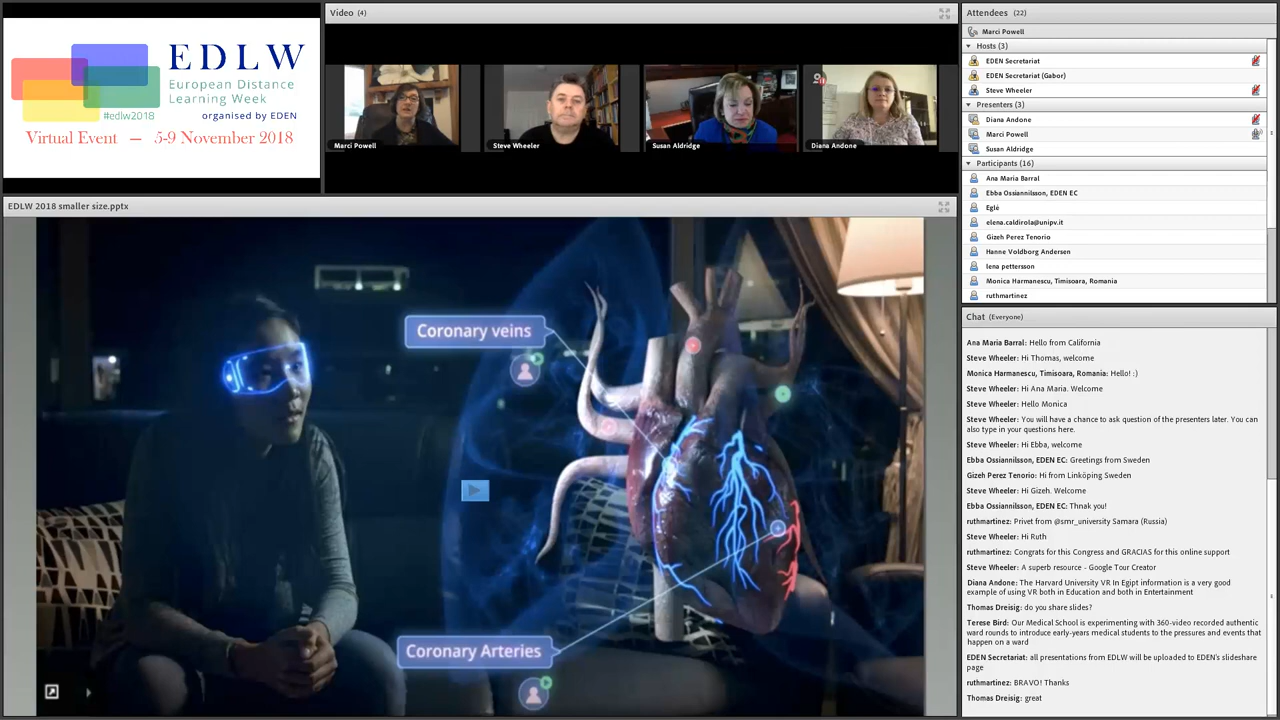 EDLW
European Distance
Learning Week
#edlw2018
organised by EDEN
Virtual Event — 5-9 November 2018
Video (4)
Marci Powell
Steve Wheeler
Susan Aldridge
Diana Andone
EDLW 2018 smaller size.pptx
Coronary veins
Coronary Arteries
Attendees (22)
Marci Powell
Hosts (3)
EDEN Secretariat
EDEN Secretariat (Gabor)
Steve Wheeler
Presenters (3)
Diana Andone
Marci Powell
Susan Aldridge
Participants (16)
Ana Maria Barral
Ebba Ossiannilsson, EDEN EC
Eglė
elena.caldirola@unipv.it
Gizeh Perez Tenorio
Hanne Voldborg Andersen
lena pettersson
Monica Harmanescu, Timisoara, Romania
ruthmartinez
Chat (Everyone)
Ana Maria Barral: Hello from California
Steve Wheeler: Hi Thomas, welcome
Monica Harmanescu, Timisoara, Romania: Hello! :)
Steve Wheeler: Hi Ana Maria. Welcome
Steve Wheeler: Hello Monica
Steve Wheeler: You will have a chance to ask question of the presenters later. You can
also type in your questions here.
Steve Wheeler: Hi Ebba, welcome
Ebba Ossiannilsson, EDEN EC: Greetings from Sweden
Gizeh Perez Tenorio: Hi from Linköping Sweden
Steve Wheeler: Hi Gizeh. Welcome
Ebba Ossiannilsson, EDEN EC: Thnak you!
ruthmartinez: Privet from @smr_university Samara (Russia)
Steve Wheeler: Hi Ruth
ruthmartinez: Congrats for this Congress and GRACIAS for this online support
Steve Wheeler: A superb resource - Google Tour Creator
Diana Andone: The Harvard University VR In Egipt information is a very good
example of using VR both in Education and both in Entertainment
Thomas Dreisig: do you share slides?
Terese Bird: Our Medical School is experimenting with 360-video recorded authentic
ward rounds to introduce early-years medical students to the pressures and events that
happen on a ward
EDEN Secretariat: all presentations from EDLW will be uploaded to EDEN's slideshare
page
ruthmartinez: BRAVO! Thanks
Thomas Dreisig: great